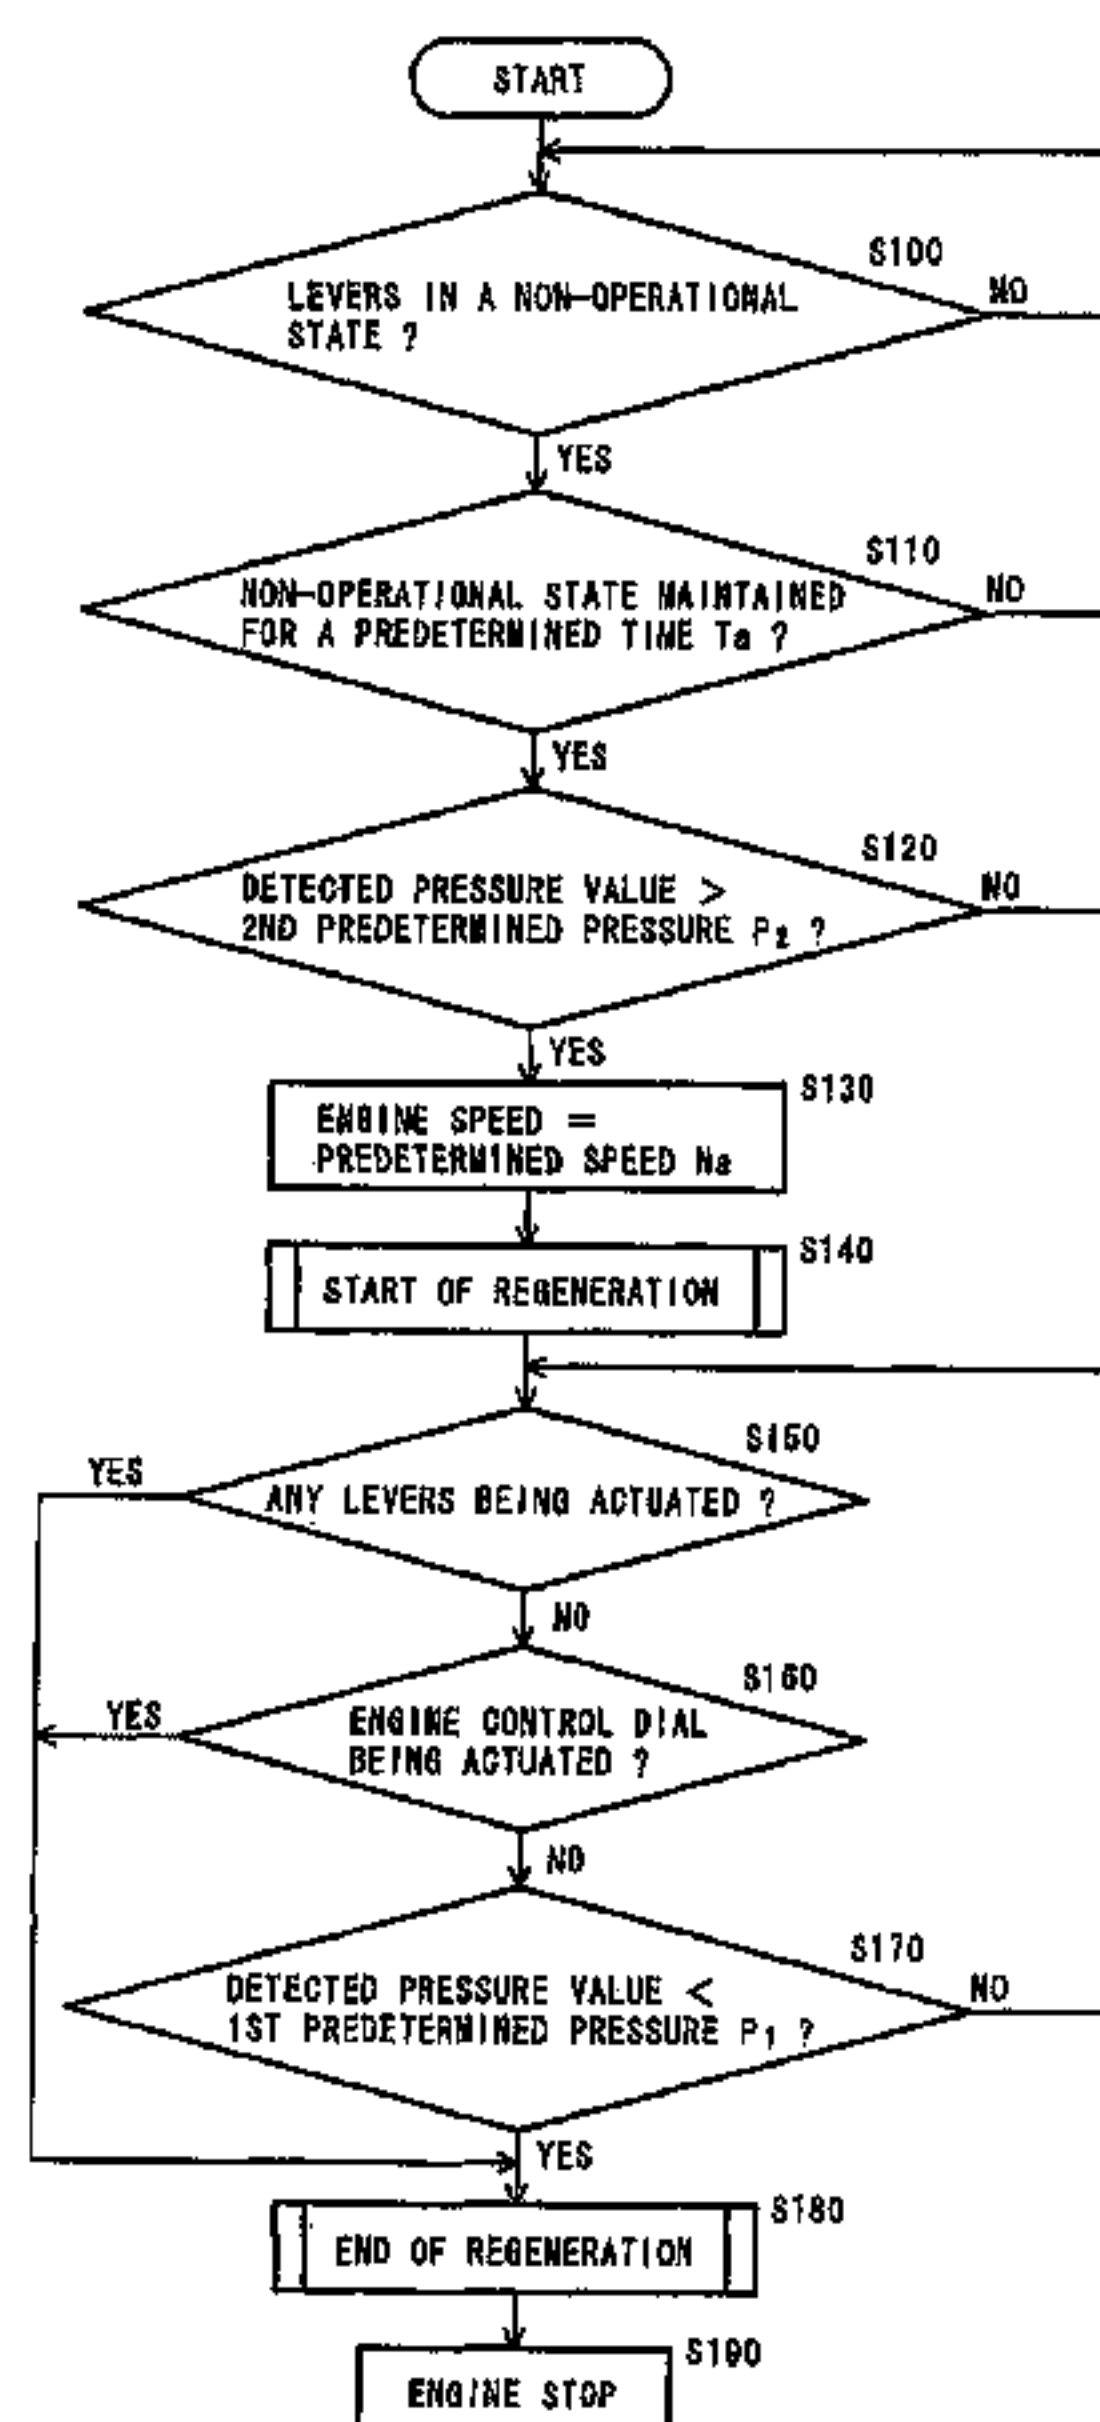 START
S100
LEVERS IN A NON-OPERATIONAL
STATE ?
NO
YES
S110
NON-OPERATIONAL STATE MAINTAINED
FOR A PREDETERMINED TIME Ta ?
NO
YES
S120
DETECTED PRESSURE VALUE >
2ND PREDETERMINED PRESSURE P₂ ?
NO
YES
S130
ENGINE SPEED =
PREDETERMINED SPEED Na
S140
START OF REGENERATION
S150
YES
ANY LEVERS BEING ACTUATED ?
NO
S160
YES
ENGINE CONTROL DIAL
BEING ACTUATED ?
NO
S170
DETECTED PRESSURE VALUE <
1ST PREDETERMINED PRESSURE P₁ ?
NO
YES
S180
END OF REGENERATION
S190
ENGINE STOP